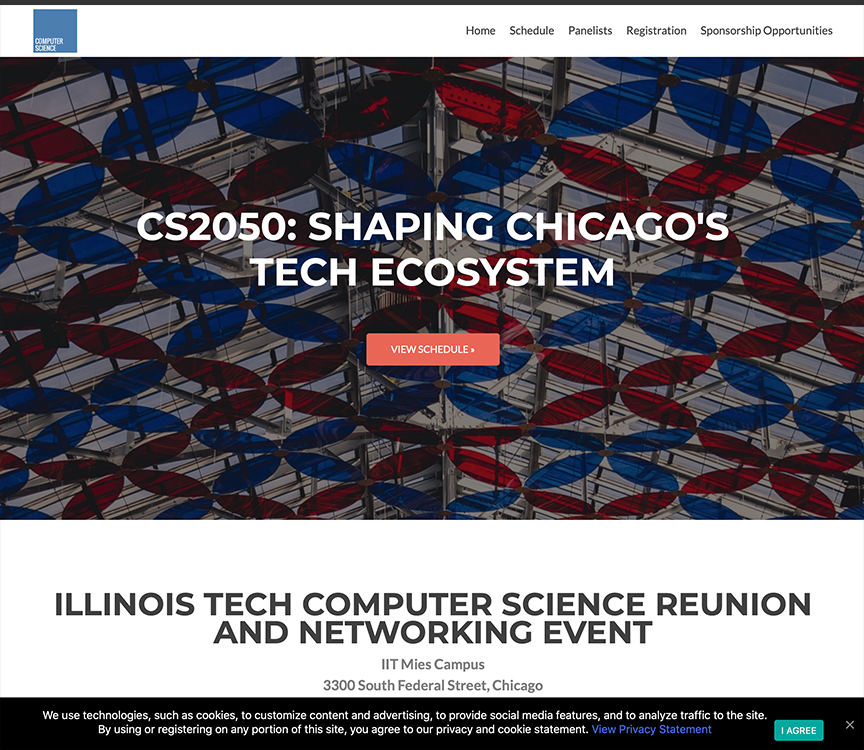 COMPUTER
SCIENCE
Home Schedule Panelists Registration Sponsorship Opportunities
CS2050: SHAPING CHICAGO'S
TECH ECOSYSTEM
VIEW SCHEDULE »
ILLINOIS TECH COMPUTER SCIENCE REUNION
AND NETWORKING EVENT
IIT Mies Campus
3300 South Federal Street, Chicago
We use technologies, such as cookies, to customize content and advertising, to provide social media features, and to analyze traffic to the site.
By using or registering on any portion of this site, you agree to our privacy and cookie statement. View Privacy Statement
I AGREE